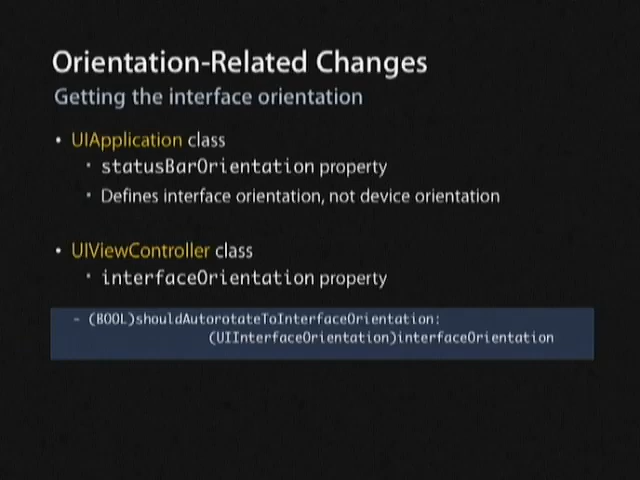 Orientation-Related Changes
Getting the interface orientation
• UIApplication class
• statusBarOrientation property
• Defines interface orientation, not device orientation
• UIViewController class
• interfaceOrientation property
- (BOOL)shouldAutorotateToInterfaceOrientation:
(UIInterfaceOrientation)interfaceOrientation